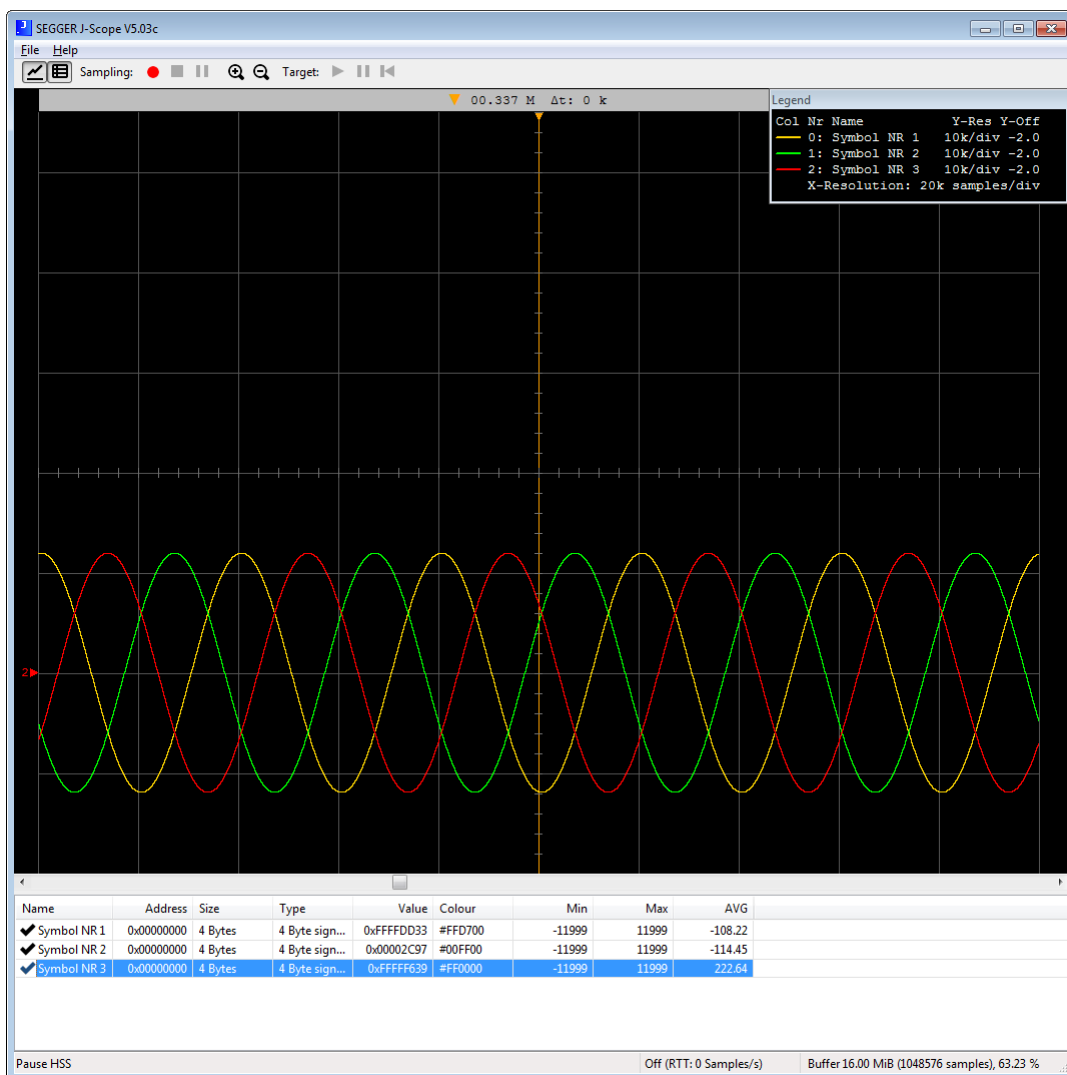 SEGGER J-Scope V5.03c
File Help
Sampling: Target:
00.337 M Δt: 0 k
Legend
Col Nr Name Y-Res Y-Off
0: Symbol NR 1 10k/div -2.0
1: Symbol NR 2 10k/div -2.0
2: Symbol NR 3 10k/div -2.0
X-Resolution: 20k samples/div
2
Name Address Size Type Value Colour Min Max AVG
Symbol NR 1 0x00000000 4 Bytes 4 Byte sign... 0xFFFFDD33 #FFD700 -11999 11999 -108.22
Symbol NR 2 0x00000000 4 Bytes 4 Byte sign... 0x00002C97 #00FF00 -11999 11999 -114.45
Symbol NR 3 0x00000000 4 Bytes 4 Byte sign... 0xFFFFF639 #FF0000 -11999 11999 222.64
Pause HSS Off (RTT: 0 Samples/s) Buffer 16.00 MiB (1048576 samples), 63.23 %